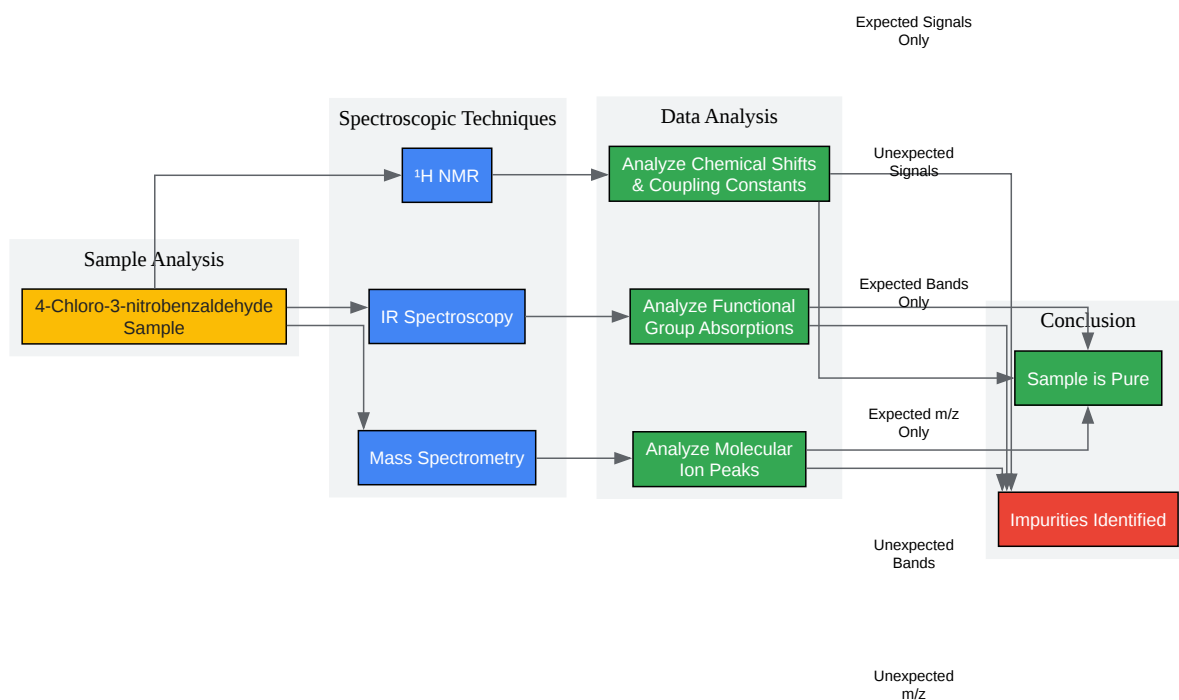 Expected Signals
Only
Spectroscopic Techniques
Data Analysis
¹H NMR
Analyze Chemical Shifts
& Coupling Constants
Unexpected
Signals
Sample Analysis
4-Chloro-3-nitrobenzaldehyde
Sample
IR Spectroscopy
Analyze Functional
Group Absorptions
Expected Bands
Only
Conclusion
Sample is Pure
Expected m/z
Only
Mass Spectrometry
Analyze Molecular
Ion Peaks
Impurities Identified
Unexpected
Bands
Unexpected
m/z